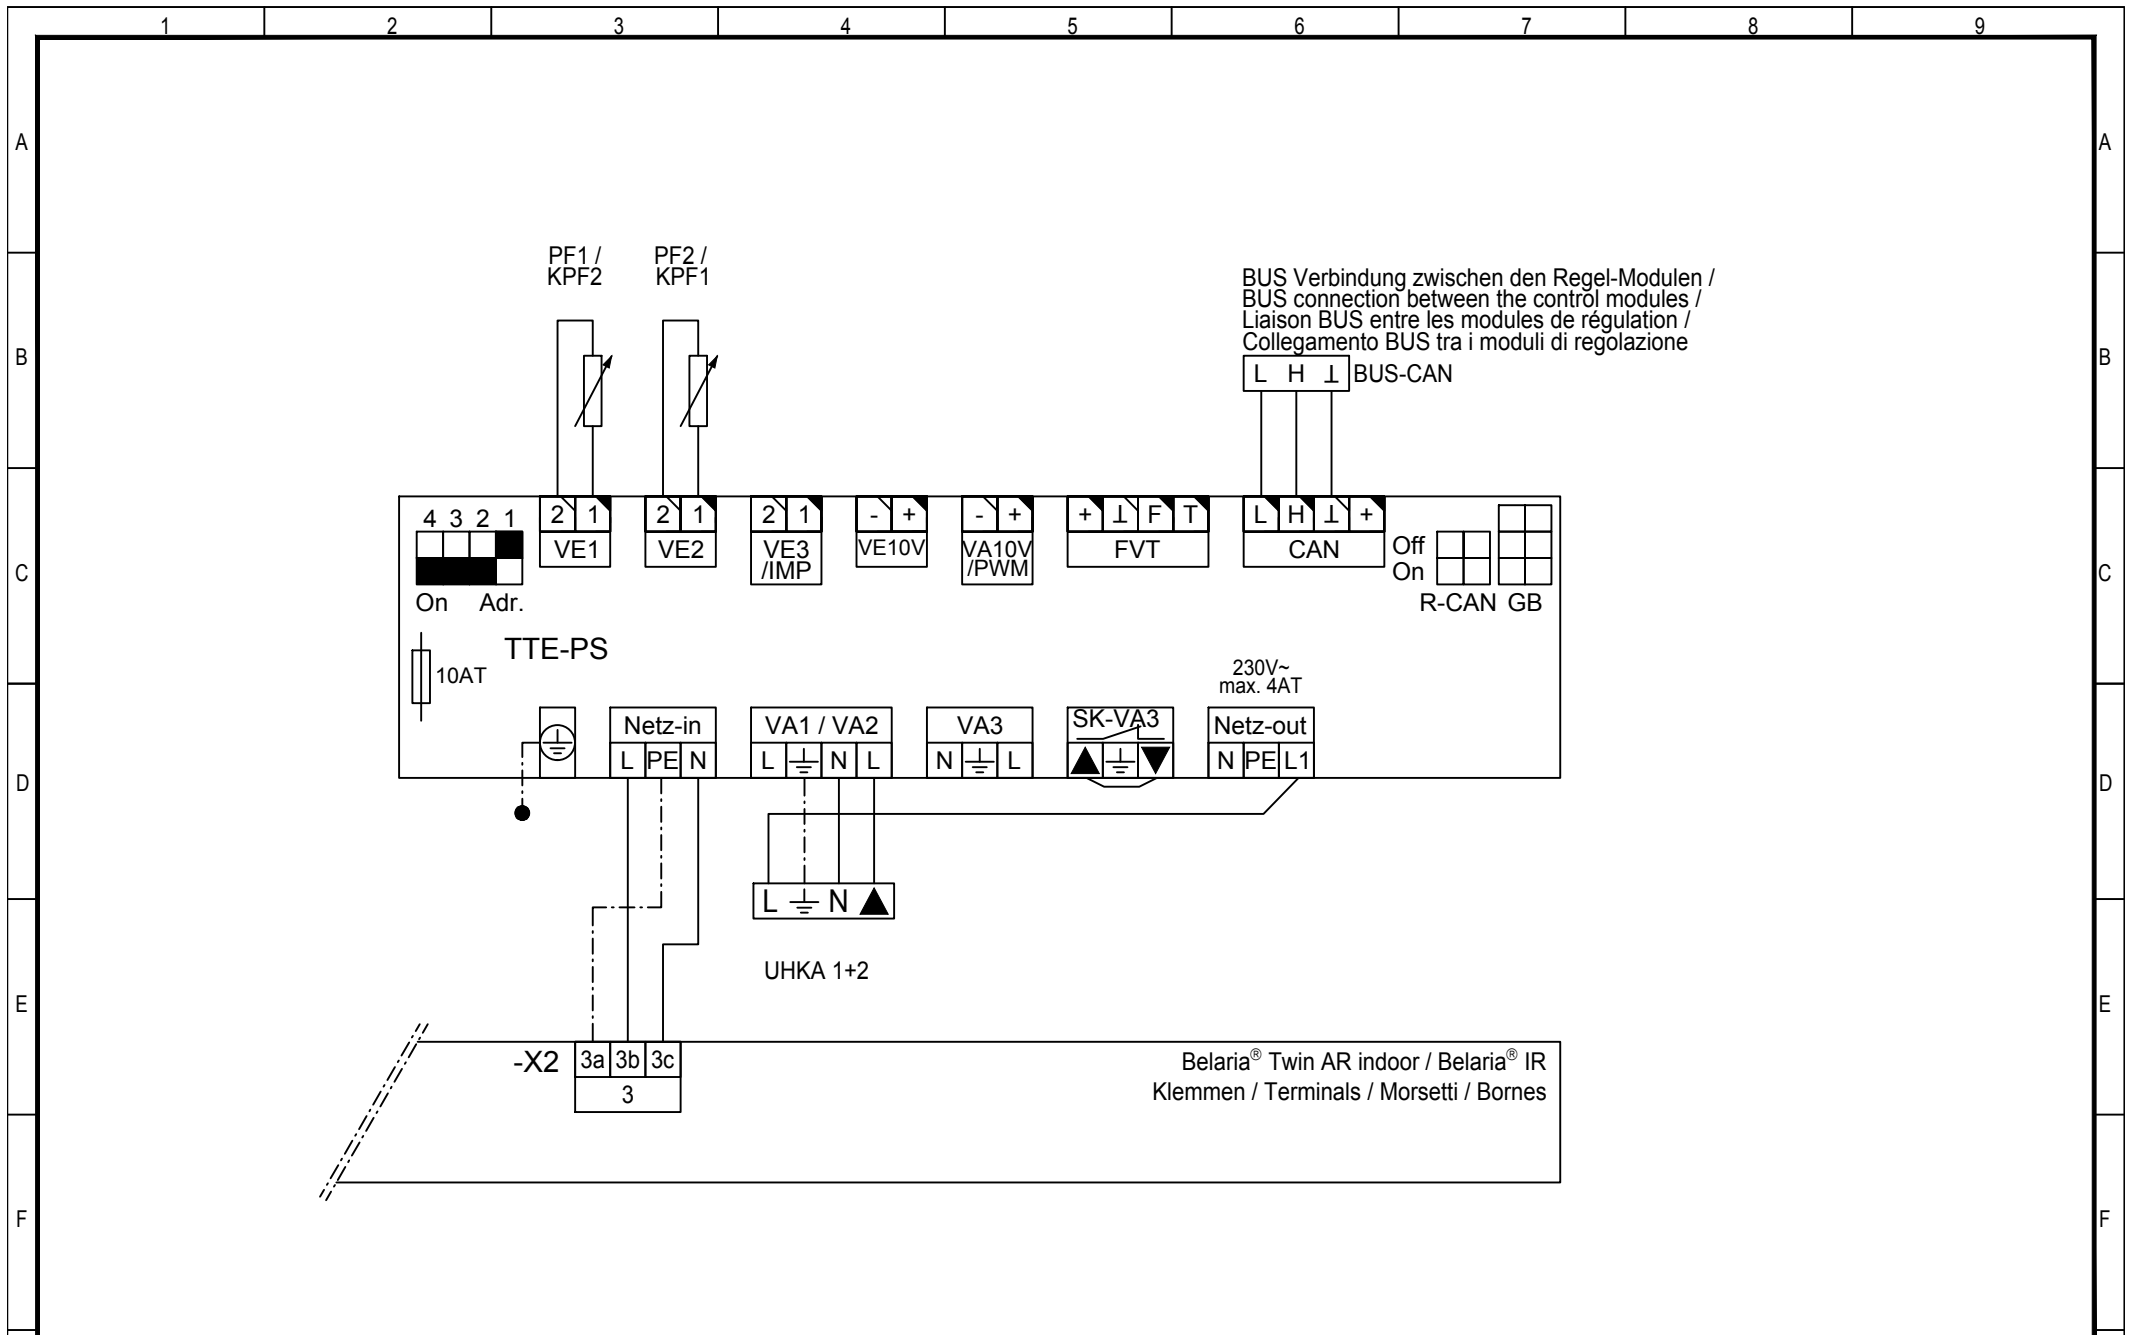 1 2 3 4 5 6 7 8 9
A A
PF1 / PF2 /
KPF2 KPF1
BUS Verbindung zwischen den Regel-Modulen /
BUS connection between the control modules /
Liaison BUS entre les modules de régulation /
Collegamento BUS tra i moduli di regolazione
B B
L H ⊥ BUS-CAN
4 3 2 1
2 1 2 1 2 1 - + - + + ⊥ F T L H ⊥ +
VE1 VE2 VE3 VE10V VA10V FVT CAN Off
/IMP /PWM On
C C
On Adr. R-CAN GB
TTE-PS
10AT
230V~
max. 4AT
Netz-in VA1 / VA2 VA3 SK-VA3 Netz-out
L PE N L N L N L N PE L1
D D
L N
UHKA 1+2
E E
-X2 3a 3b 3c Belaria® Twin AR indoor / Belaria® IR
3 Klemmen / Terminals / Morsetti / Bornes
F F